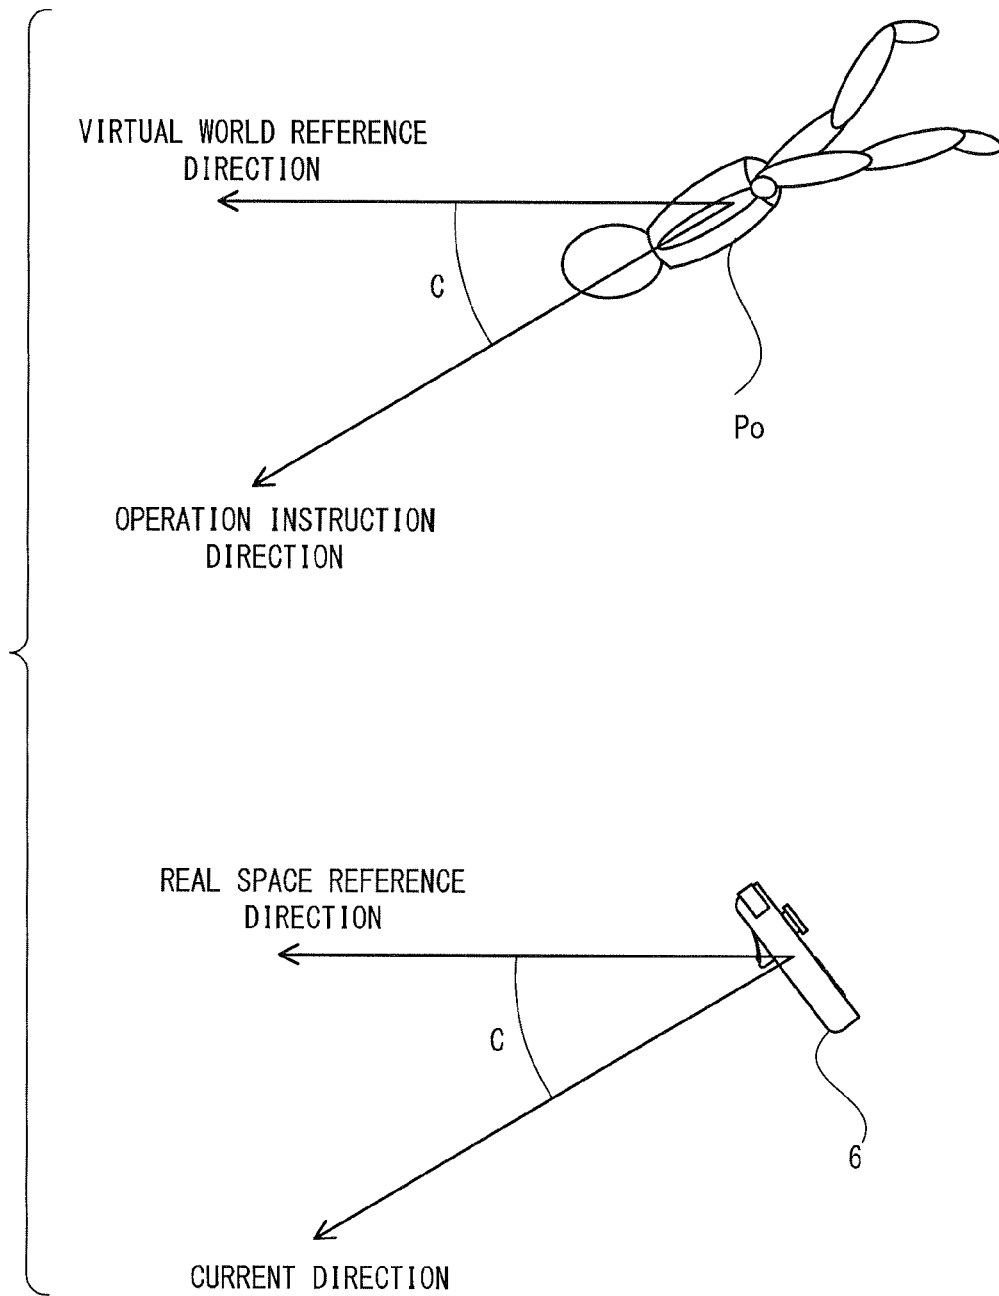 VIRTUAL WORLD REFERENCE
DIRECTION
C
Po
OPERATION INSTRUCTION
DIRECTION
REAL SPACE REFERENCE
DIRECTION
C
6
CURRENT DIRECTION